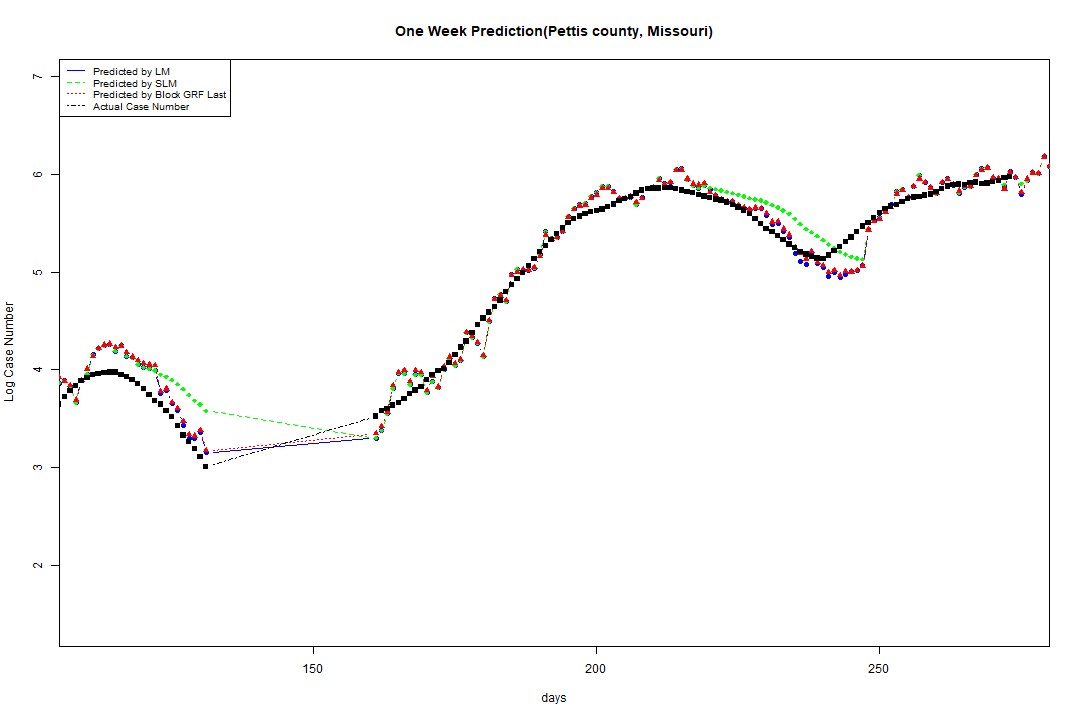 One Week Prediction(Pettis county, Missouri)
Predicted by LM
Predicted by SLM
Predicted by Block GRF Last
Actual Case Number
7
6
5
4
3
2
Log Case Number
150
200
250
days